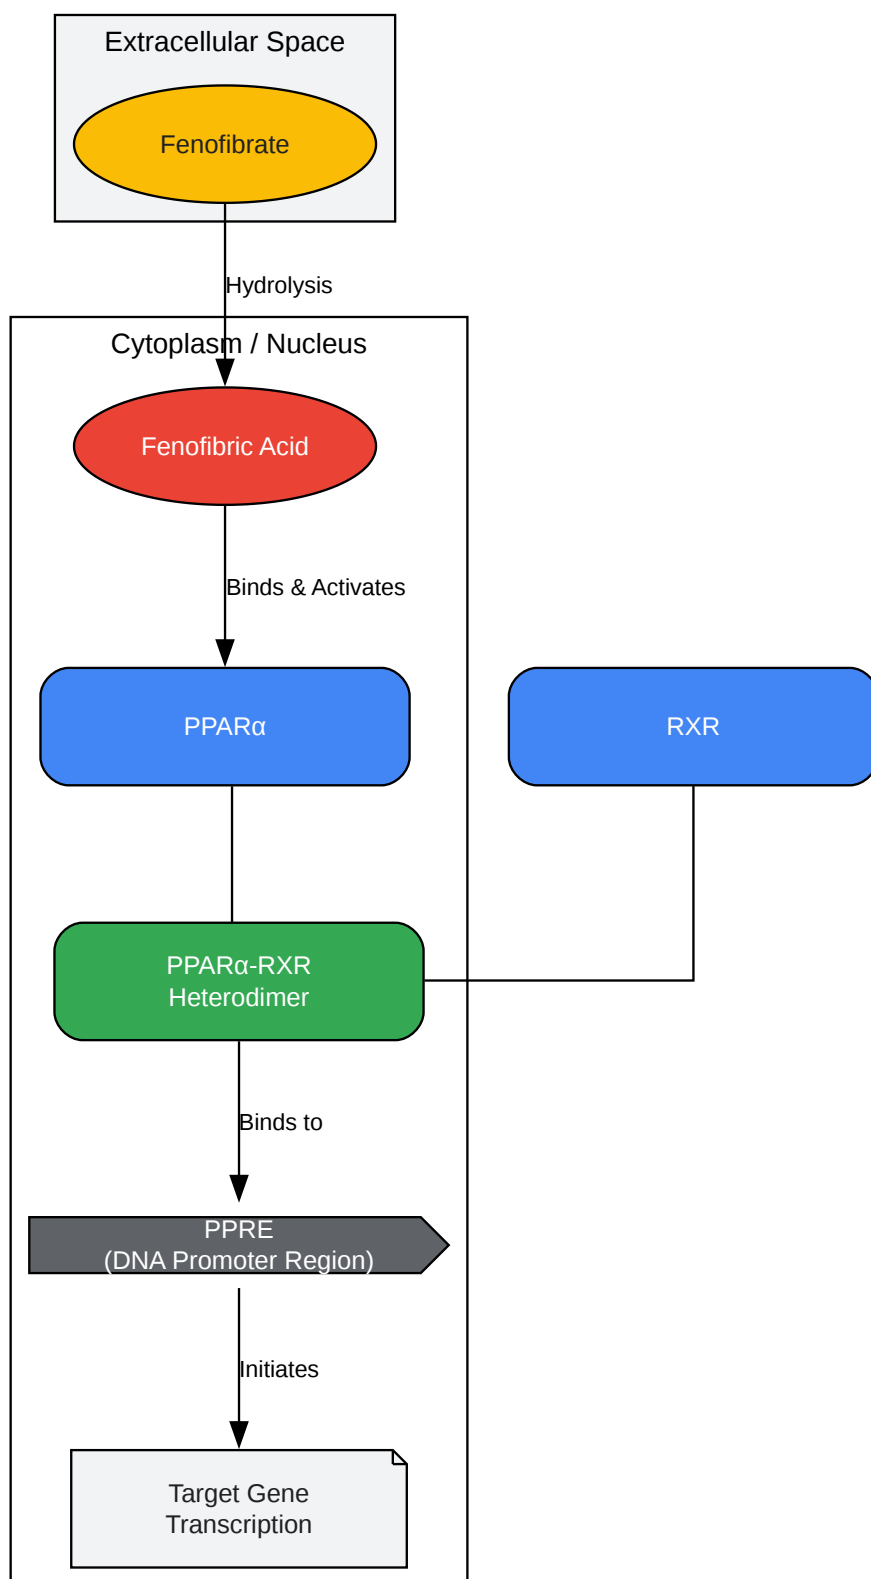 Extracellular Space
Fenofibrate
Hydrolysis
Cytoplasm / Nucleus
Fenofibric Acid
Binds & Activates
PPARα
RXR
PPARα-RXR
Heterodimer
Binds to
PPRE
(DNA Promoter Region)
Initiates
Target Gene
Transcription